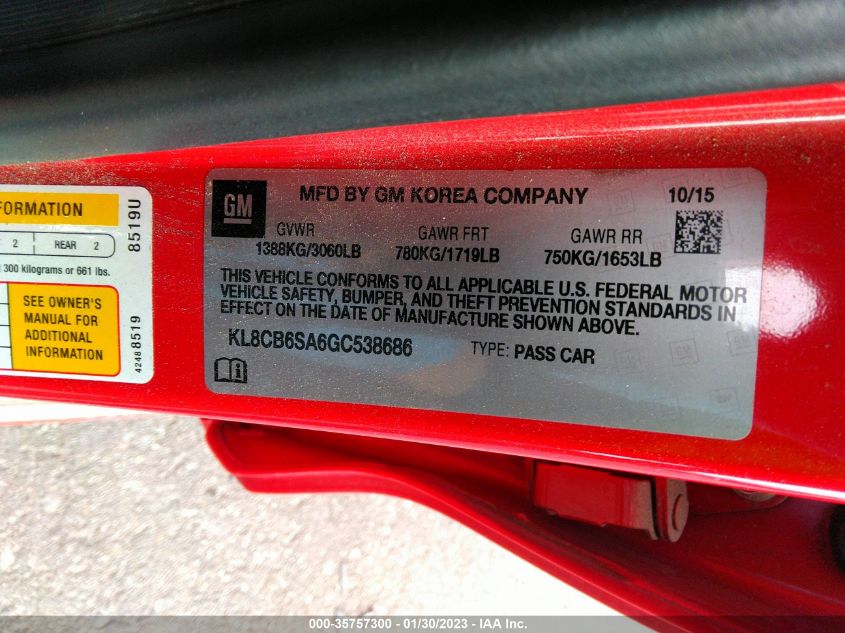 FORMATION
2 REAR 2
300 kilograms or 661 lbs.
SEE OWNER'S
MANUAL FOR
ADDITIONAL
INFORMATION
8519U
42488519
GM
MFD BY GM KOREA COMPANY
10/15
GVWR GAWR FRT GAWR RR
1388KG/3060LB 780KG/1719LB 750KG/1653LB
THIS VEHICLE CONFORMS TO ALL APPLICABLE U.S. FEDERAL MOTOR
VEHICLE SAFETY, BUMPER, AND THEFT PREVENTION STANDARDS IN
EFFECT ON THE DATE OF MANUFACTURE SHOWN ABOVE.
KL8CB6SA6GC538686 TYPE: PASS CAR
000-35757300 - 01/30/2023 - IAA Inc.